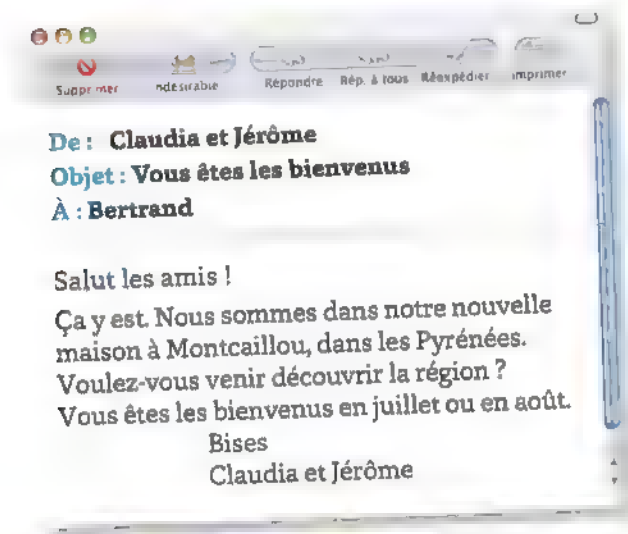 Supprimer Indésirable Répondre Rép. à tous Réexpédier Imprimer
De : Claudia et Jérôme
Objet : Vous êtes les bienvenus
À : Bertrand
Salut les amis !
Ça y est. Nous sommes dans notre nouvelle
maison à Montcaillou, dans les Pyrénées.
Voulez-vous venir découvrir la région ?
Vous êtes les bienvenus en juillet ou en août.
Bises
Claudia et Jérôme